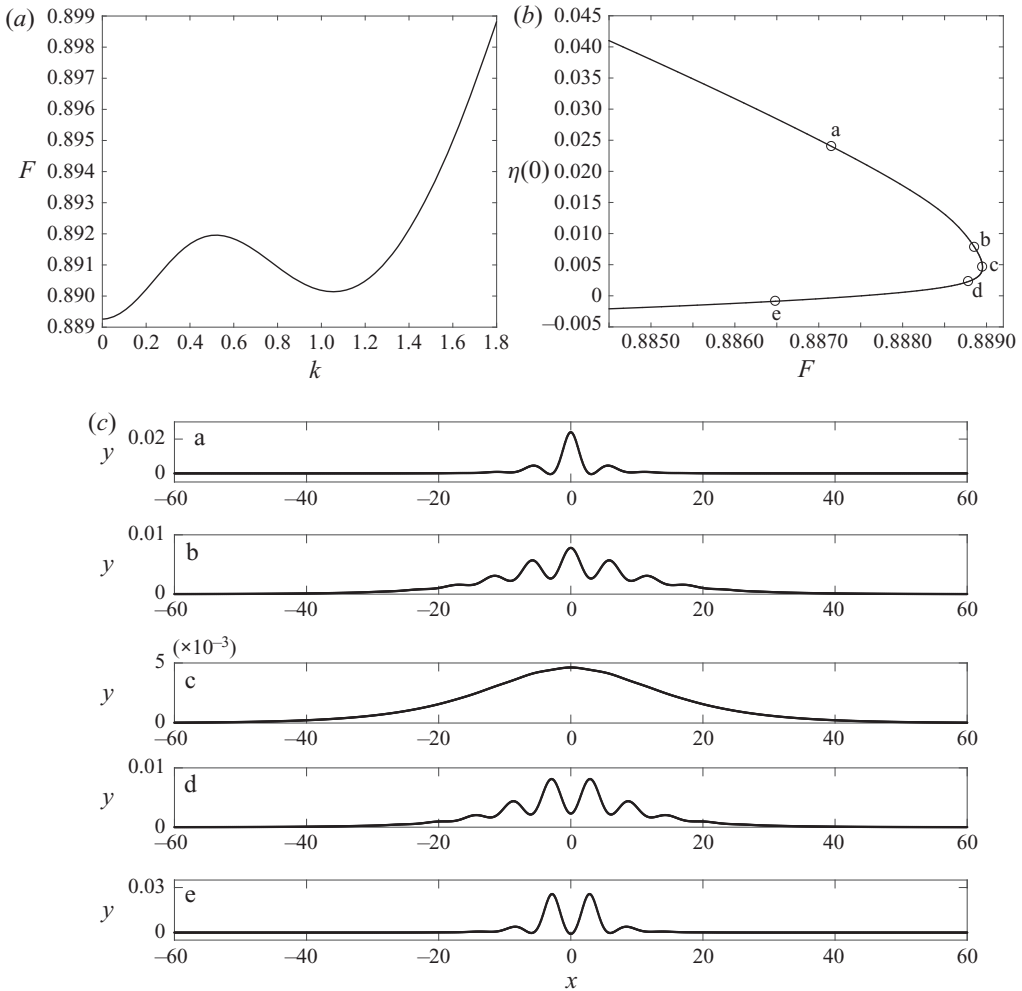 (a)
0.899
0.898
0.897
0.896
0.895
0.894
0.893
0.892
0.891
0.890
0.889
F
0 0.2 0.4 0.6 0.8 1.0 1.2 1.4 1.6 1.8
k
(b)
0.045
0.040
0.035
0.030
0.025
0.020
0.015
0.010
0.005
0
−0.005
η(0)
a
b
c
d
e
0.8850 0.8860 0.8870 0.8880 0.8890
F
(c)
0.02
y
0
a
−60 −40 −20 0 20 40 60
0.01
y
0
b
−60 −40 −20 0 20 40 60
(×10−3)
5
y
0
c
−60 −40 −20 0 20 40 60
0.01
y
0
d
−60 −40 −20 0 20 40 60
0.03
y
0
e
−60 −40 −20 0 20 40 60
x